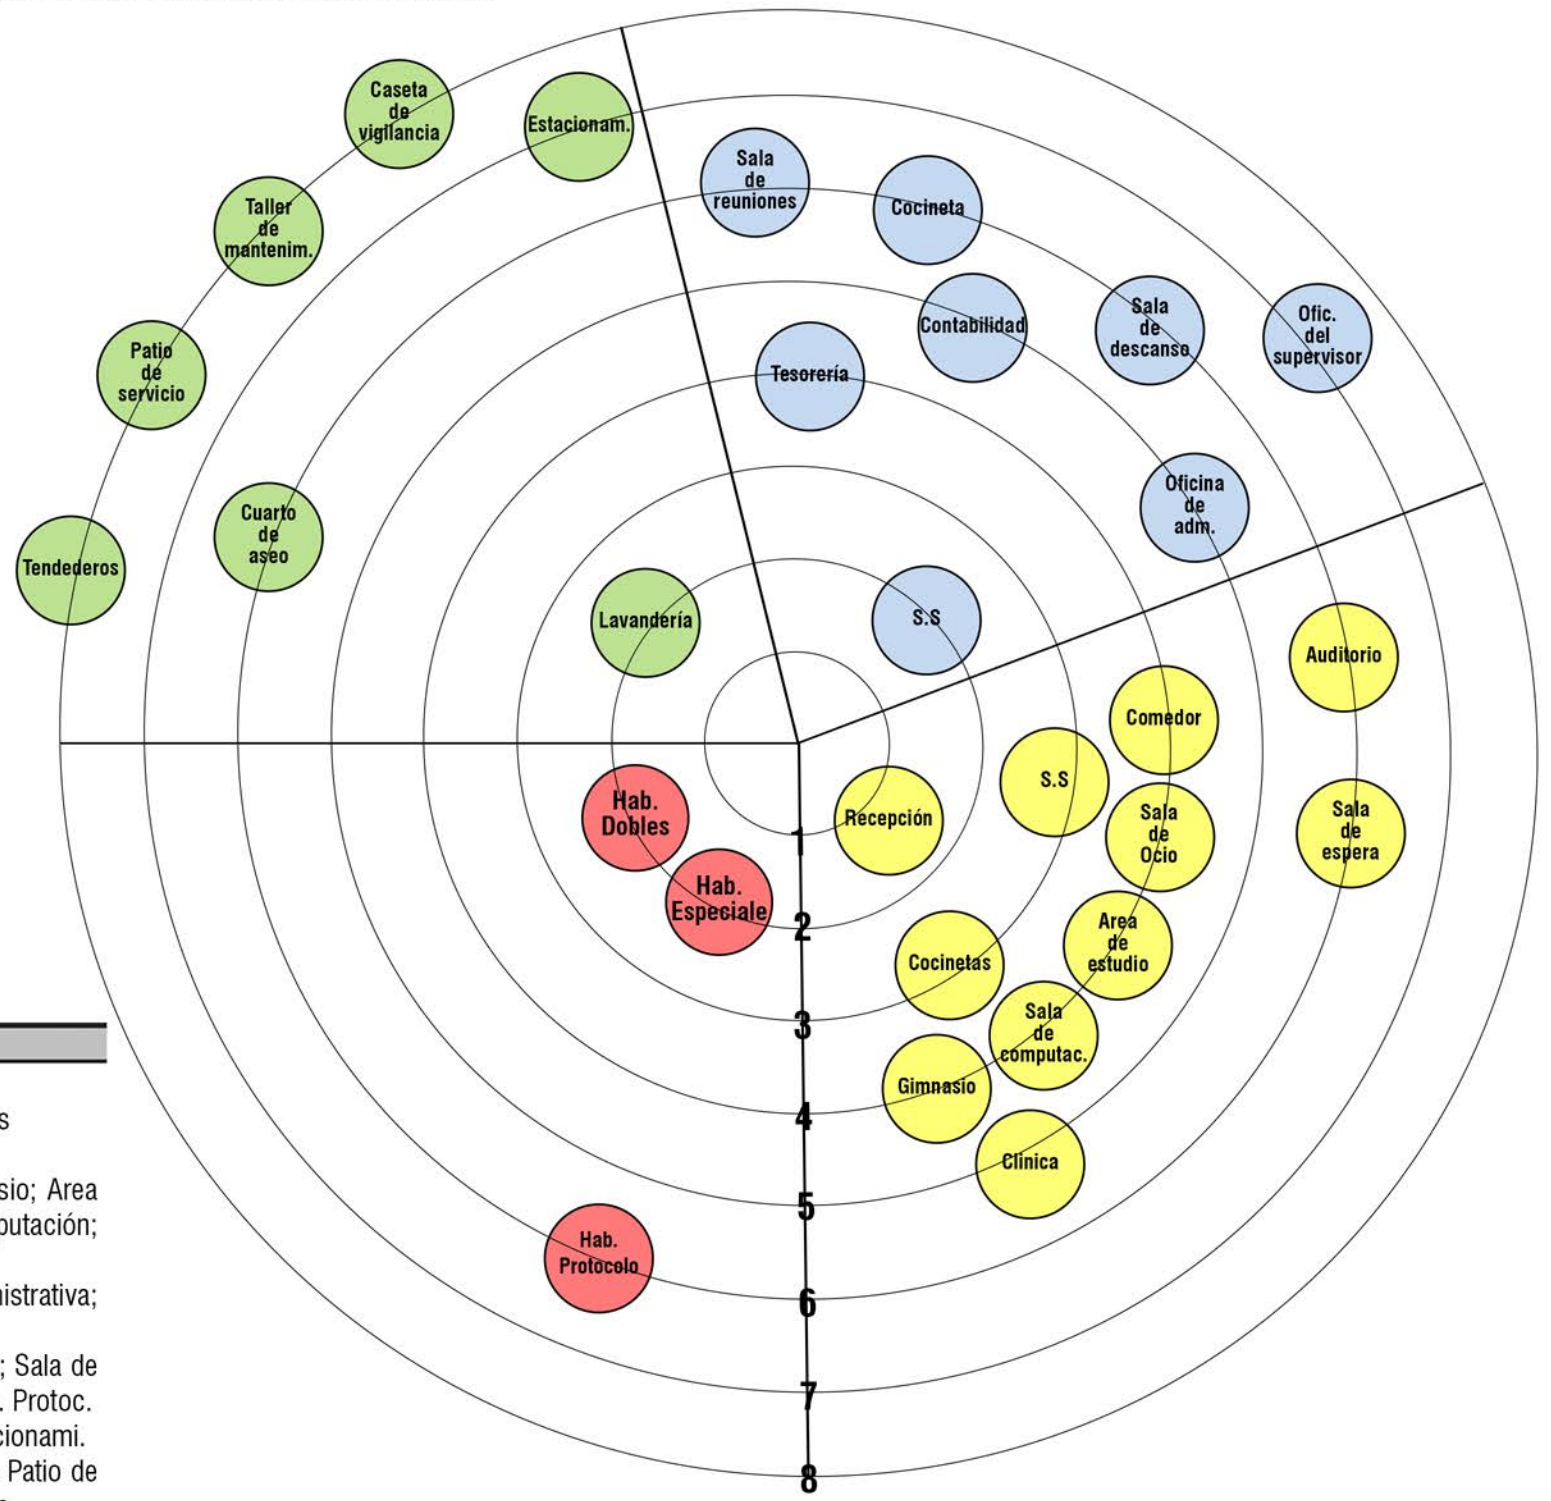 Caseta
de
vigilancia
Estacionam.
Sala
de
reuniones
Cocineta
Taller
de
mantenim.
Contabilidad
Sala
de
descanso
Ofic.
del
supervisor
Patio
de
servicio
Tesorería
Oficina
de
adm.
Cuarto
de
aseo
Tendederos
Lavandería
S.S
Auditorio
Comedor
S.S
Hab.
Dobles
Recepción
Sala
de
Ocio
Sala
de
espera
1
Hab.
Especiale
2
Area
de
estudio
Cocinetas
3
Sala
de
computac.
Gimnasio
4
Clinica
5
Hab.
Protocolo
6
7
8
s
sio; Area
putación;
nistrativa;
; Sala de
. Protoc.
cionami.
Patio de